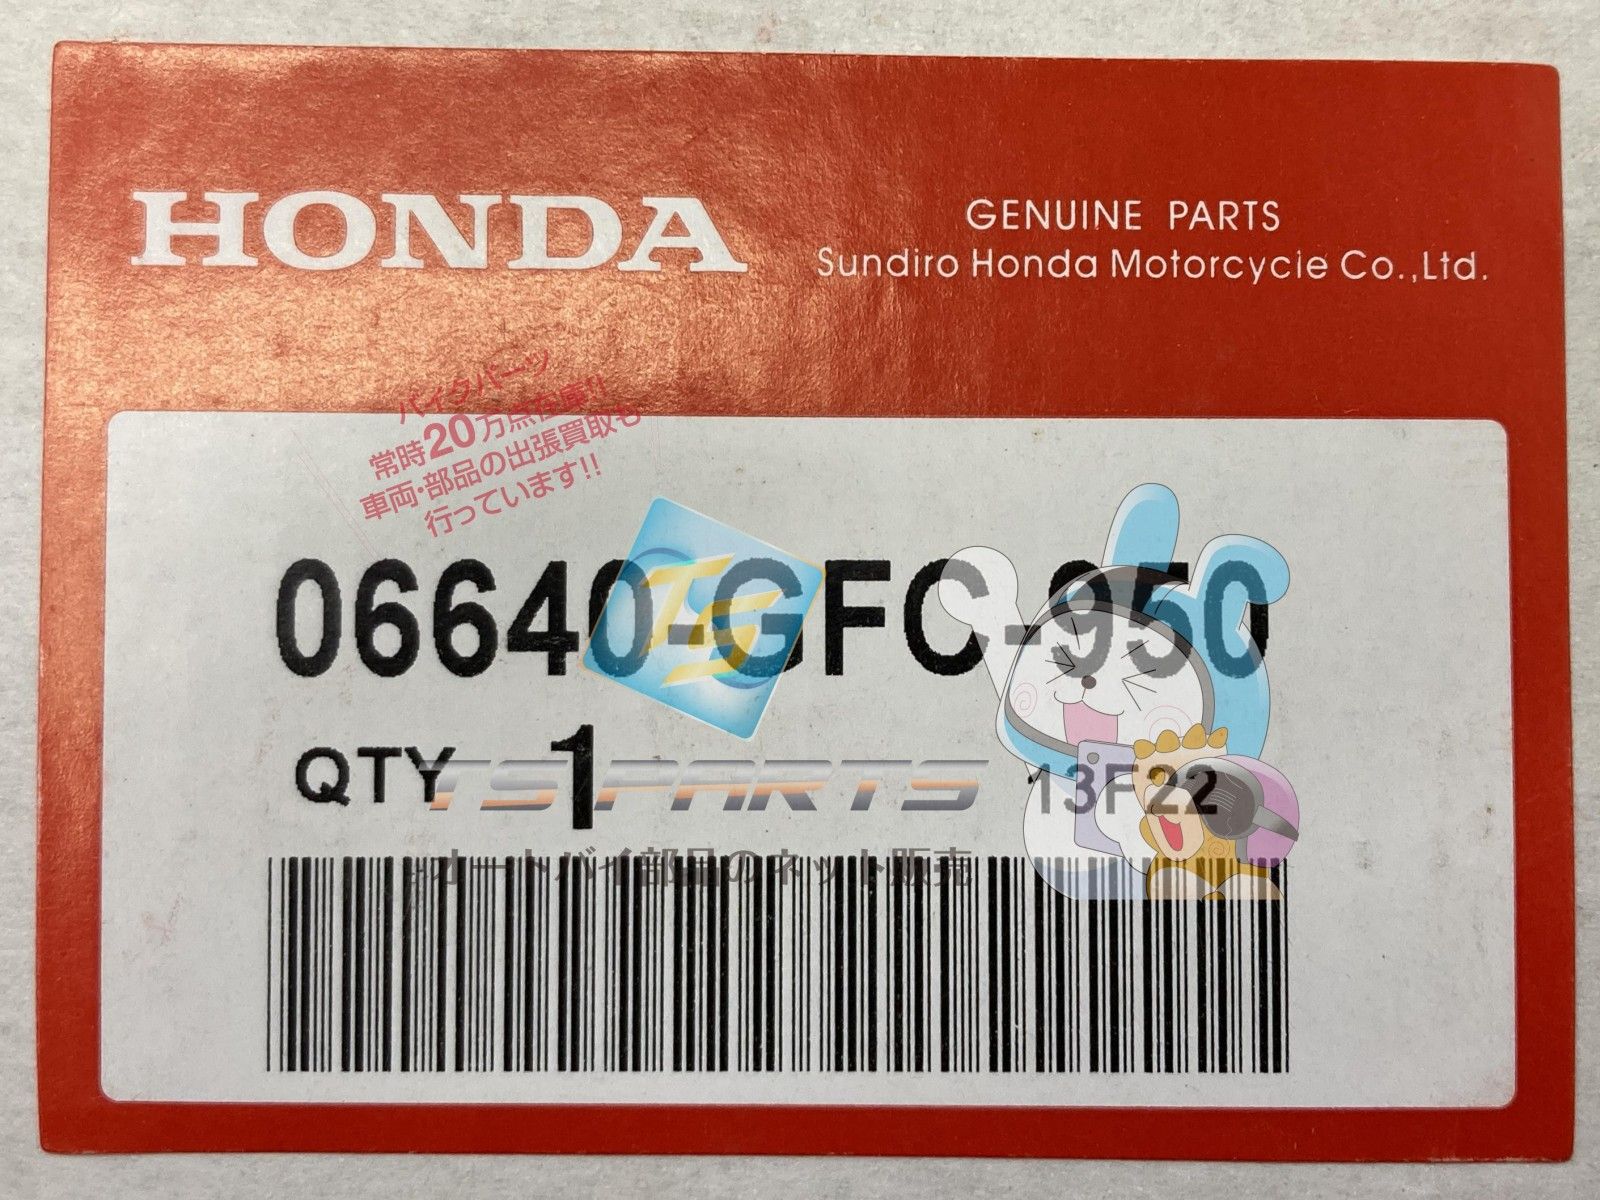 HONDA
GENUINE PARTS
Sundiro Honda Motorcycle Co.,Ltd.
バイクパーツ
常時20万点在庫!!
車両・部品の出張買取も
行っています!!
06640-GFC-950
TS
QTY 1
TS PARTS
13F22
オートバイ部品のネット販売